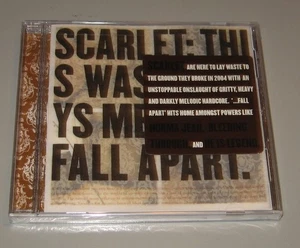 SCARLET: THI
S WAS
YS ME
FALL APART.
ARE HERE TO LAY WASTE TO
THE GROUND THEY BROKE IN 2004 WITH AN
UNSTOPPABLE ONSLAUGHT OF GRITTY, HEAVY
AND DARKLY MELODIC HARDCORE. "...FALL
APART" HITS HOME AMONGST POWERS LIKE
AND